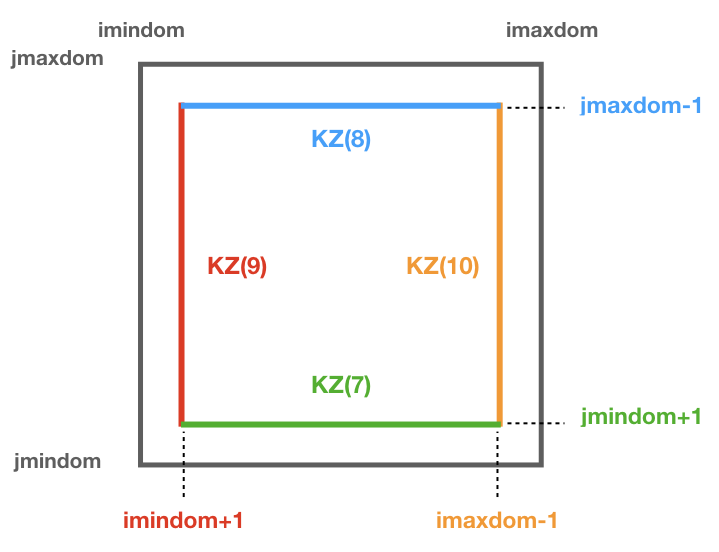 imindom
imaxdom
jmaxdom
jmaxdom-1
KZ(8)
KZ(9)
KZ(10)
KZ(7)
jmindom+1
jmindom
imindom+1
imaxdom-1